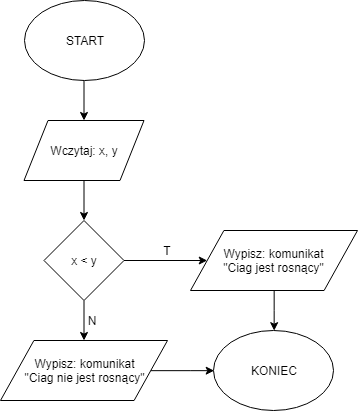 START
Wczytaj: x, y
x < y
T
Wypisz: komunikat
"Ciag jest rosnący"
N
Wypisz: komunikat
"Ciag nie jest rosnący"
KONIEC